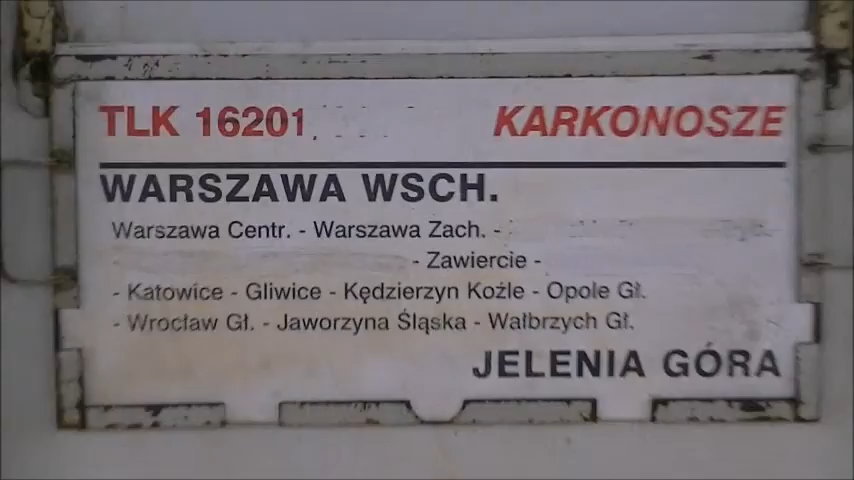 TLK 16201 KARKONOSZE
WARSZAWA WSCH.
Warszawa Centr. - Warszawa Zach. -
- Zawiercie -
- Katowice - Gliwice - Kędzierzyn Koźle - Opole Gł.
- Wrocław Gł. - Jaworzyna Śląska - Wałbrzych Gł.
JELENIA GÓRA